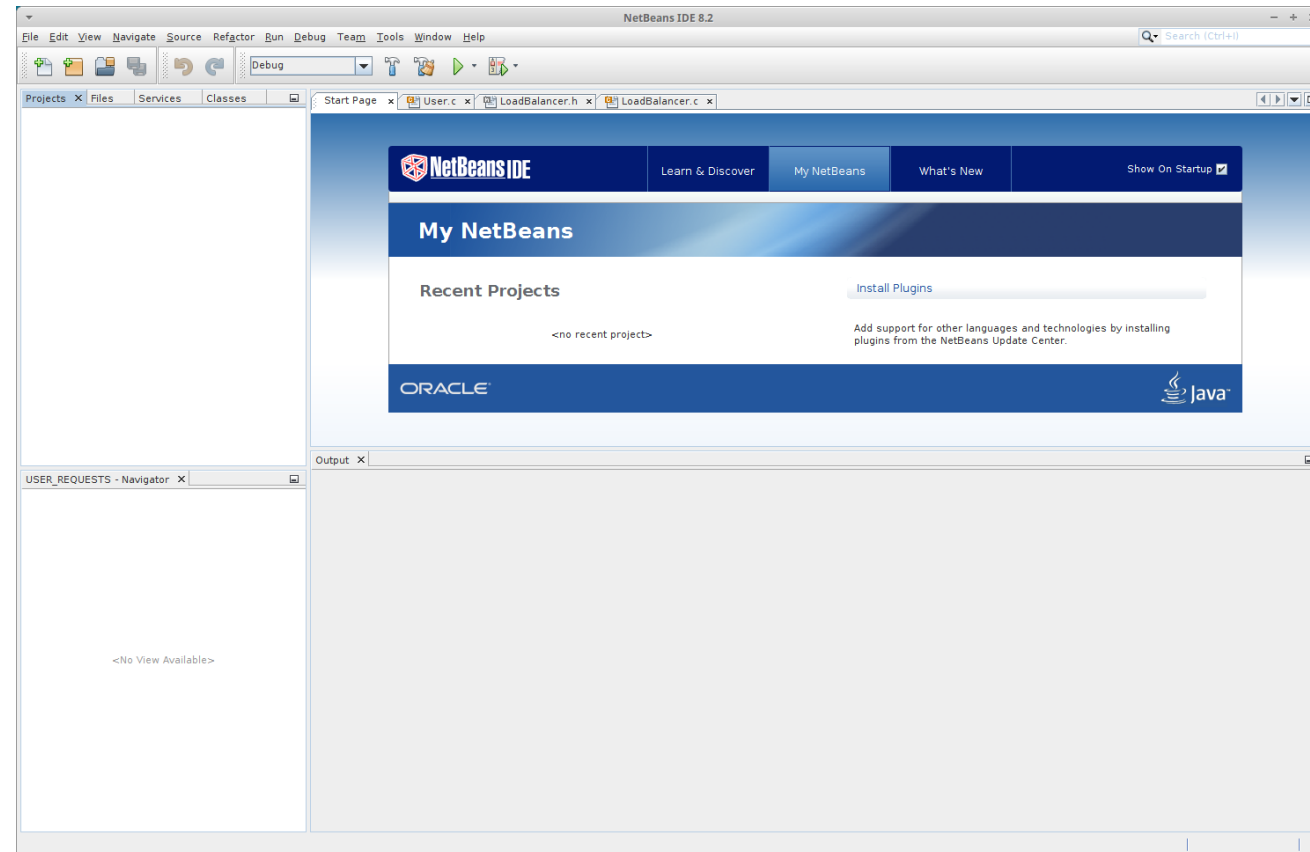 NetBeans IDE 8.2
File Edit View Navigate Source Refactor Run Debug Team Tools Window Help
Search (Ctrl+I)
Debug
Projects Files Services Classes
Start Page User.c LoadBalancer.h LoadBalancer.c
NetBeans IDE
Learn & Discover
My NetBeans
What's New
Show On Startup
My NetBeans
Recent Projects
<no recent project>
Install Plugins
Add support for other languages and technologies by installing
plugins from the NetBeans Update Center.
ORACLE
Java
Output
USER_REQUESTS - Navigator
<No View Available>